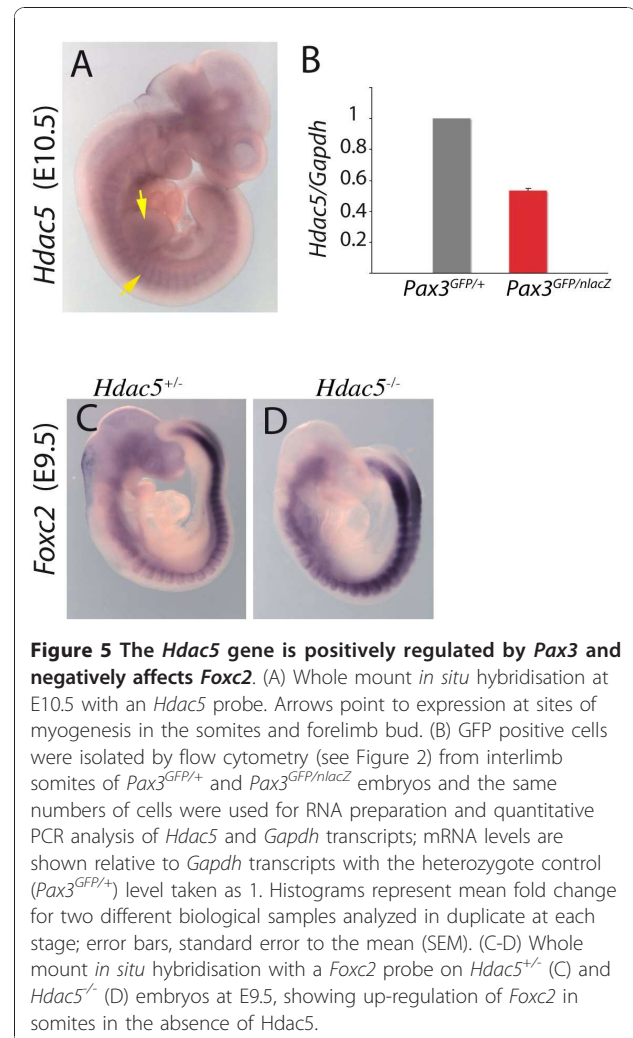 A
B
Hdac5 (E10.5)
Hdac5/Gapdh
1
0.8
0.6
0.4
0.2
Pax3GFP/+
Pax3GFP/nlacZ
Hdac5+/-
Hdac5-/-
C
D
Foxc2 (E9.5)
Figure 5 The Hdac5 gene is positively regulated by Pax3 and
negatively affects Foxc2. (A) Whole mount in situ hybridisation at
E10.5 with an Hdac5 probe. Arrows point to expression at sites of
myogenesis in the somites and forelimb bud. (B) GFP positive cells
were isolated by flow cytometry (see Figure 2) from interlimb
somites of Pax3GFP/+ and Pax3GFP/nlacZ embryos and the same
numbers of cells were used for RNA preparation and quantitative
PCR analysis of Hdac5 and Gapdh transcripts; mRNA levels are
shown relative to Gapdh transcripts with the heterozygote control
(Pax3GFP/+) level taken as 1. Histograms represent mean fold change
for two different biological samples analyzed in duplicate at each
stage; error bars, standard error to the mean (SEM). (C-D) Whole
mount in situ hybridisation with a Foxc2 probe on Hdac5+/- (C) and
Hdac5-/- (D) embryos at E9.5, showing up-regulation of Foxc2 in
somites in the absence of Hdac5.